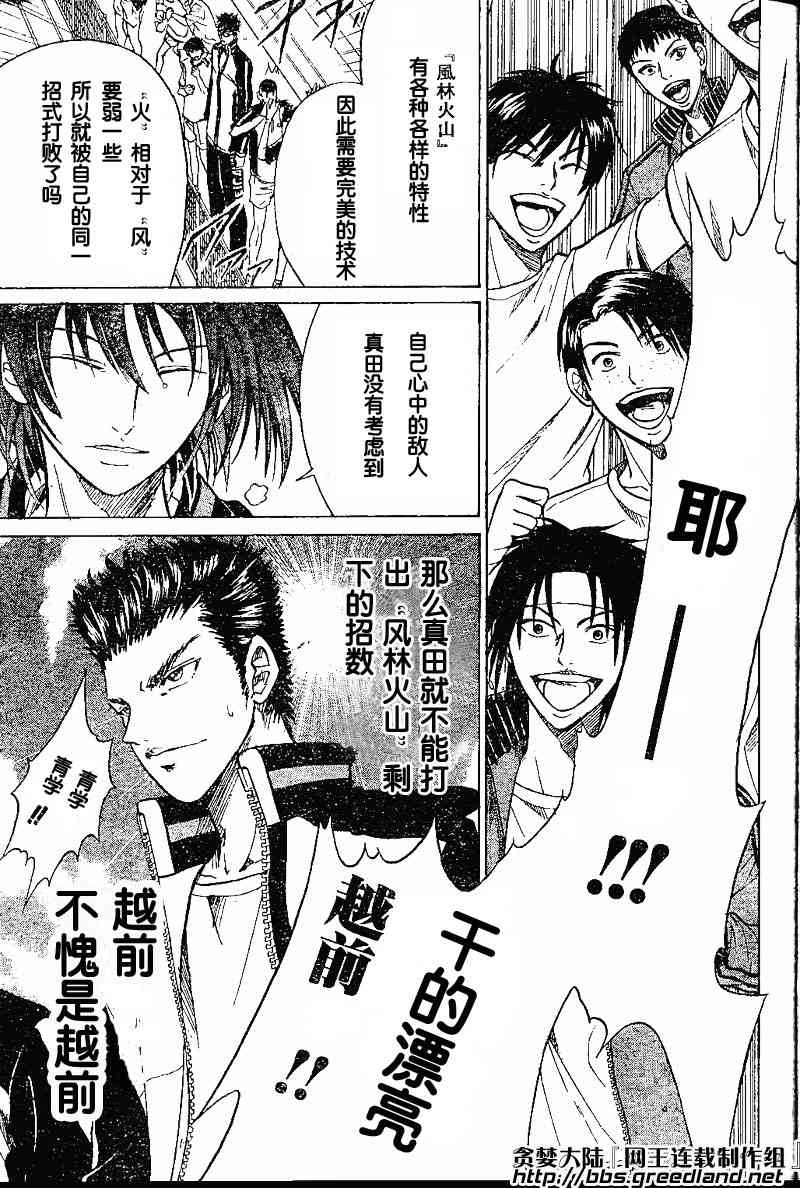 耶——!!!
干的漂亮
越前!!
『風林火山』
有各种各样的特性
因此需要完美的技术
“火”相对于“风”
要弱一些
所以就被自己的同一
招式打败了吗
自己心中的敌人
真田没有考虑到
那么真田就不能打
出“风林火山”剩
下的招数
青学
青学!!
越前
不愧是越前
贪婪大陆『网王连载制作组』
http://bbs.greedland.net